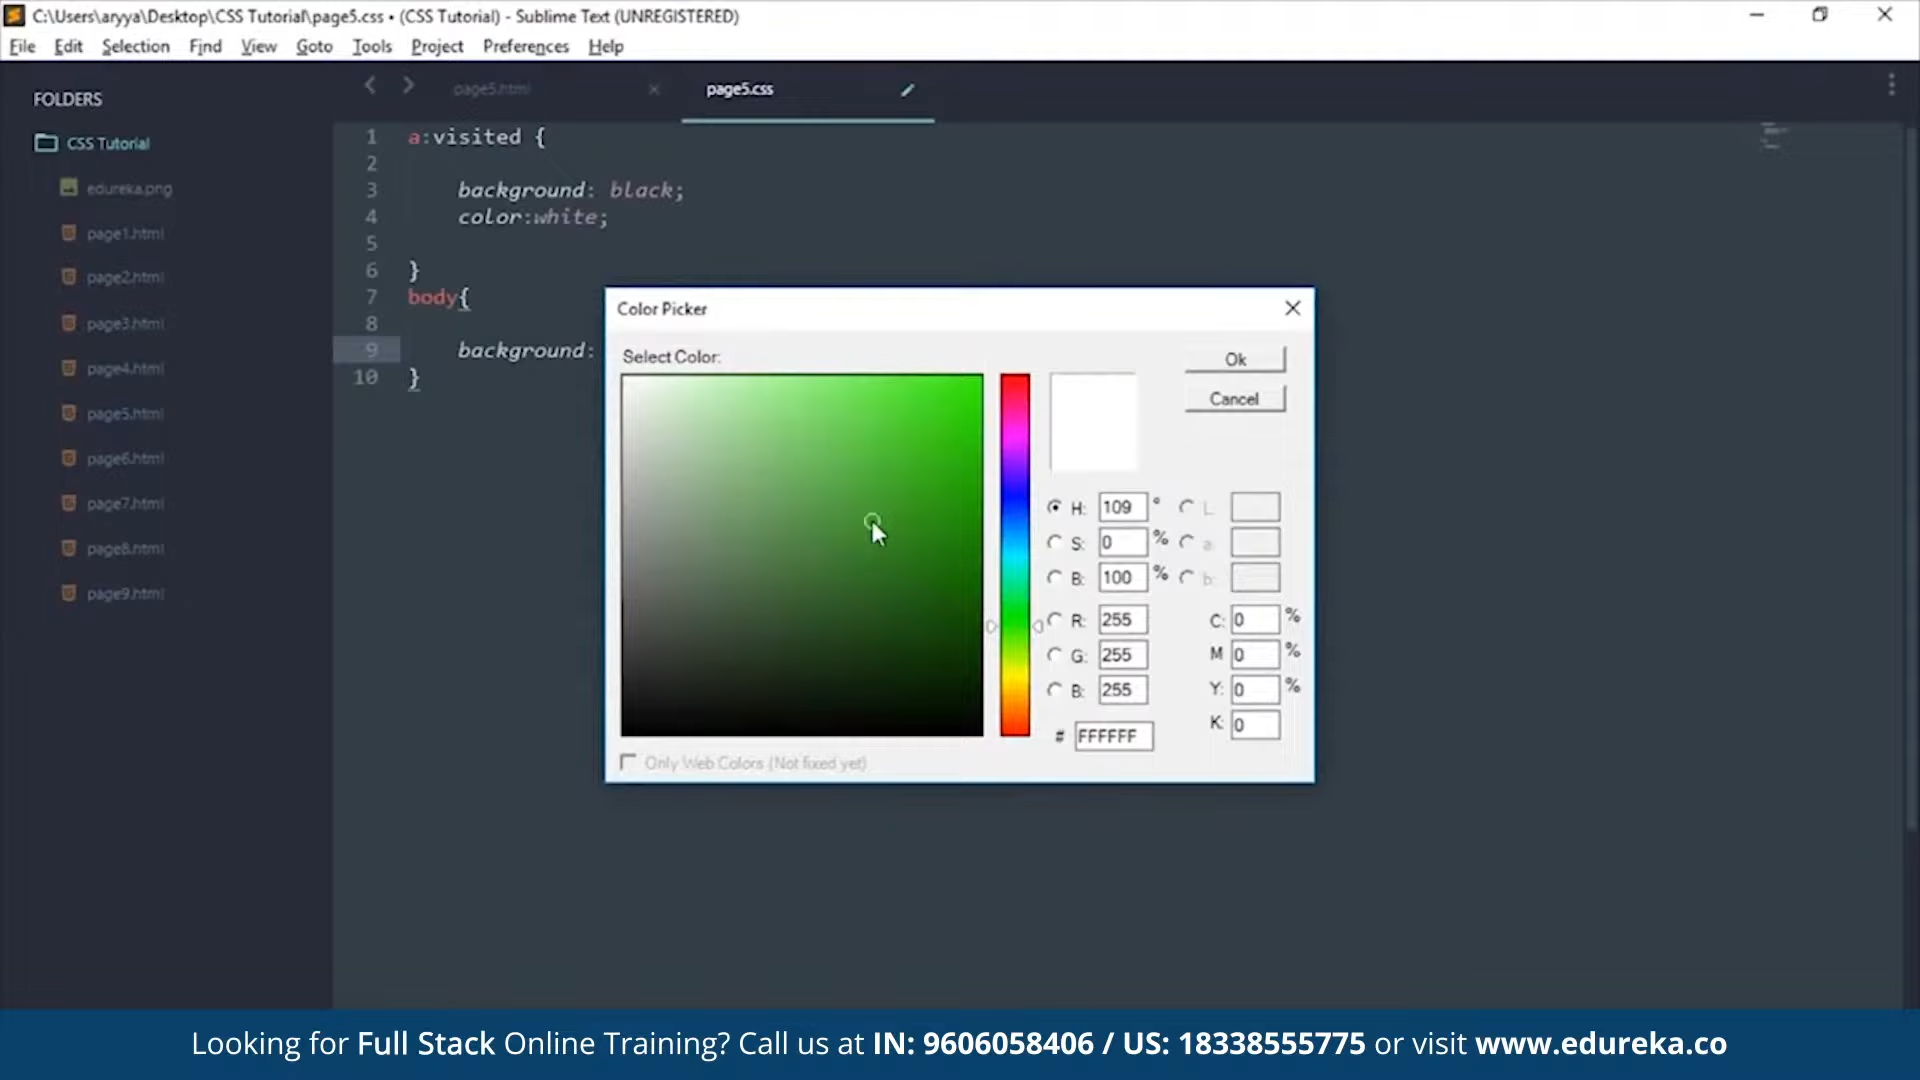 C:\Users\aryya\Desktop\CSS Tutorial\page5.css • (CSS Tutorial) - Sublime Text (UNREGISTERED)
File Edit Selection Find View Goto Tools Project Preferences Help
FOLDERS
CSS Tutorial
edureka.png
page1.html
page2.html
page3.html
page4.html
page5.html
page6.html
page7.html
page8.html
page9.html
page5.html
page5.css
1 a:visited {
2
3 background: black;
4 color:white;
5
6 }
7 body{
8
9 background:
10 }
Color Picker
Select Color:
Ok
Cancel
H: 109 ° L:
S: 0 % a:
B: 100 % b:
R: 255 C: 0 %
G: 255 M 0 %
B: 255 Y: 0 %
K: 0
# FFFFFF
Only Web Colors (Not fixed yet)
Looking for Full Stack Online Training? Call us at IN: 9606058406 / US: 18338555775 or visit www.edureka.co